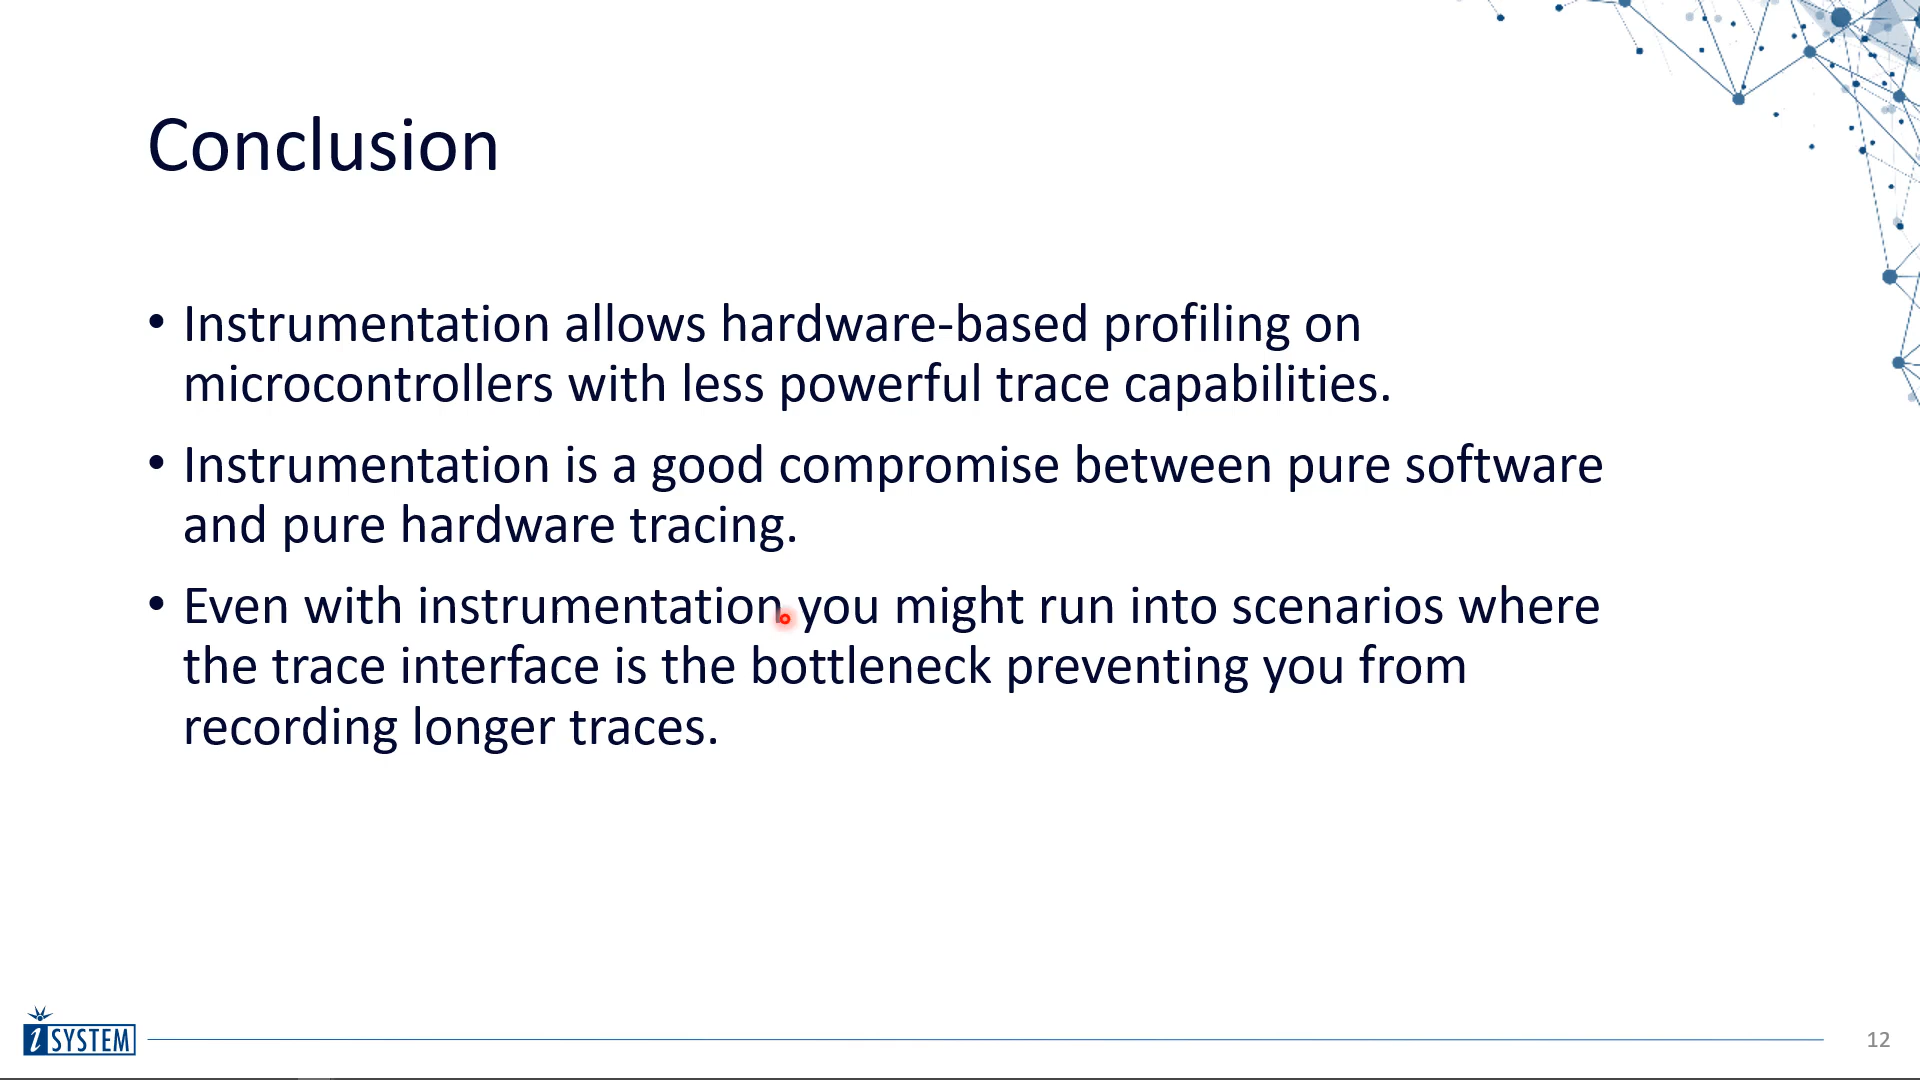 Conclusion
• Instrumentation allows hardware-based profiling on
microcontrollers with less powerful trace capabilities.
• Instrumentation is a good compromise between pure software
and pure hardware tracing.
• Even with instrumentation you might run into scenarios where
the trace interface is the bottleneck preventing you from
recording longer traces.
iSYSTEM
12